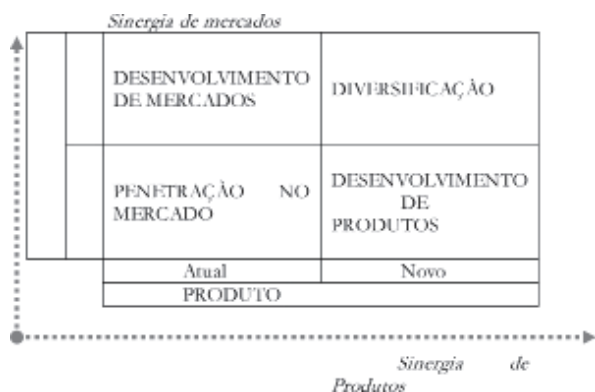 Sinergia de mercados
DESENVOLVIMENTO
DE MERCADOS
DIVERSIFICAÇÃO
PENETRAÇÃO NO
MERCADO
DESENVOLVIMENTO
DE
PRODUTOS
Atual
Novo
PRODUTO
Sinergia de
Produtos